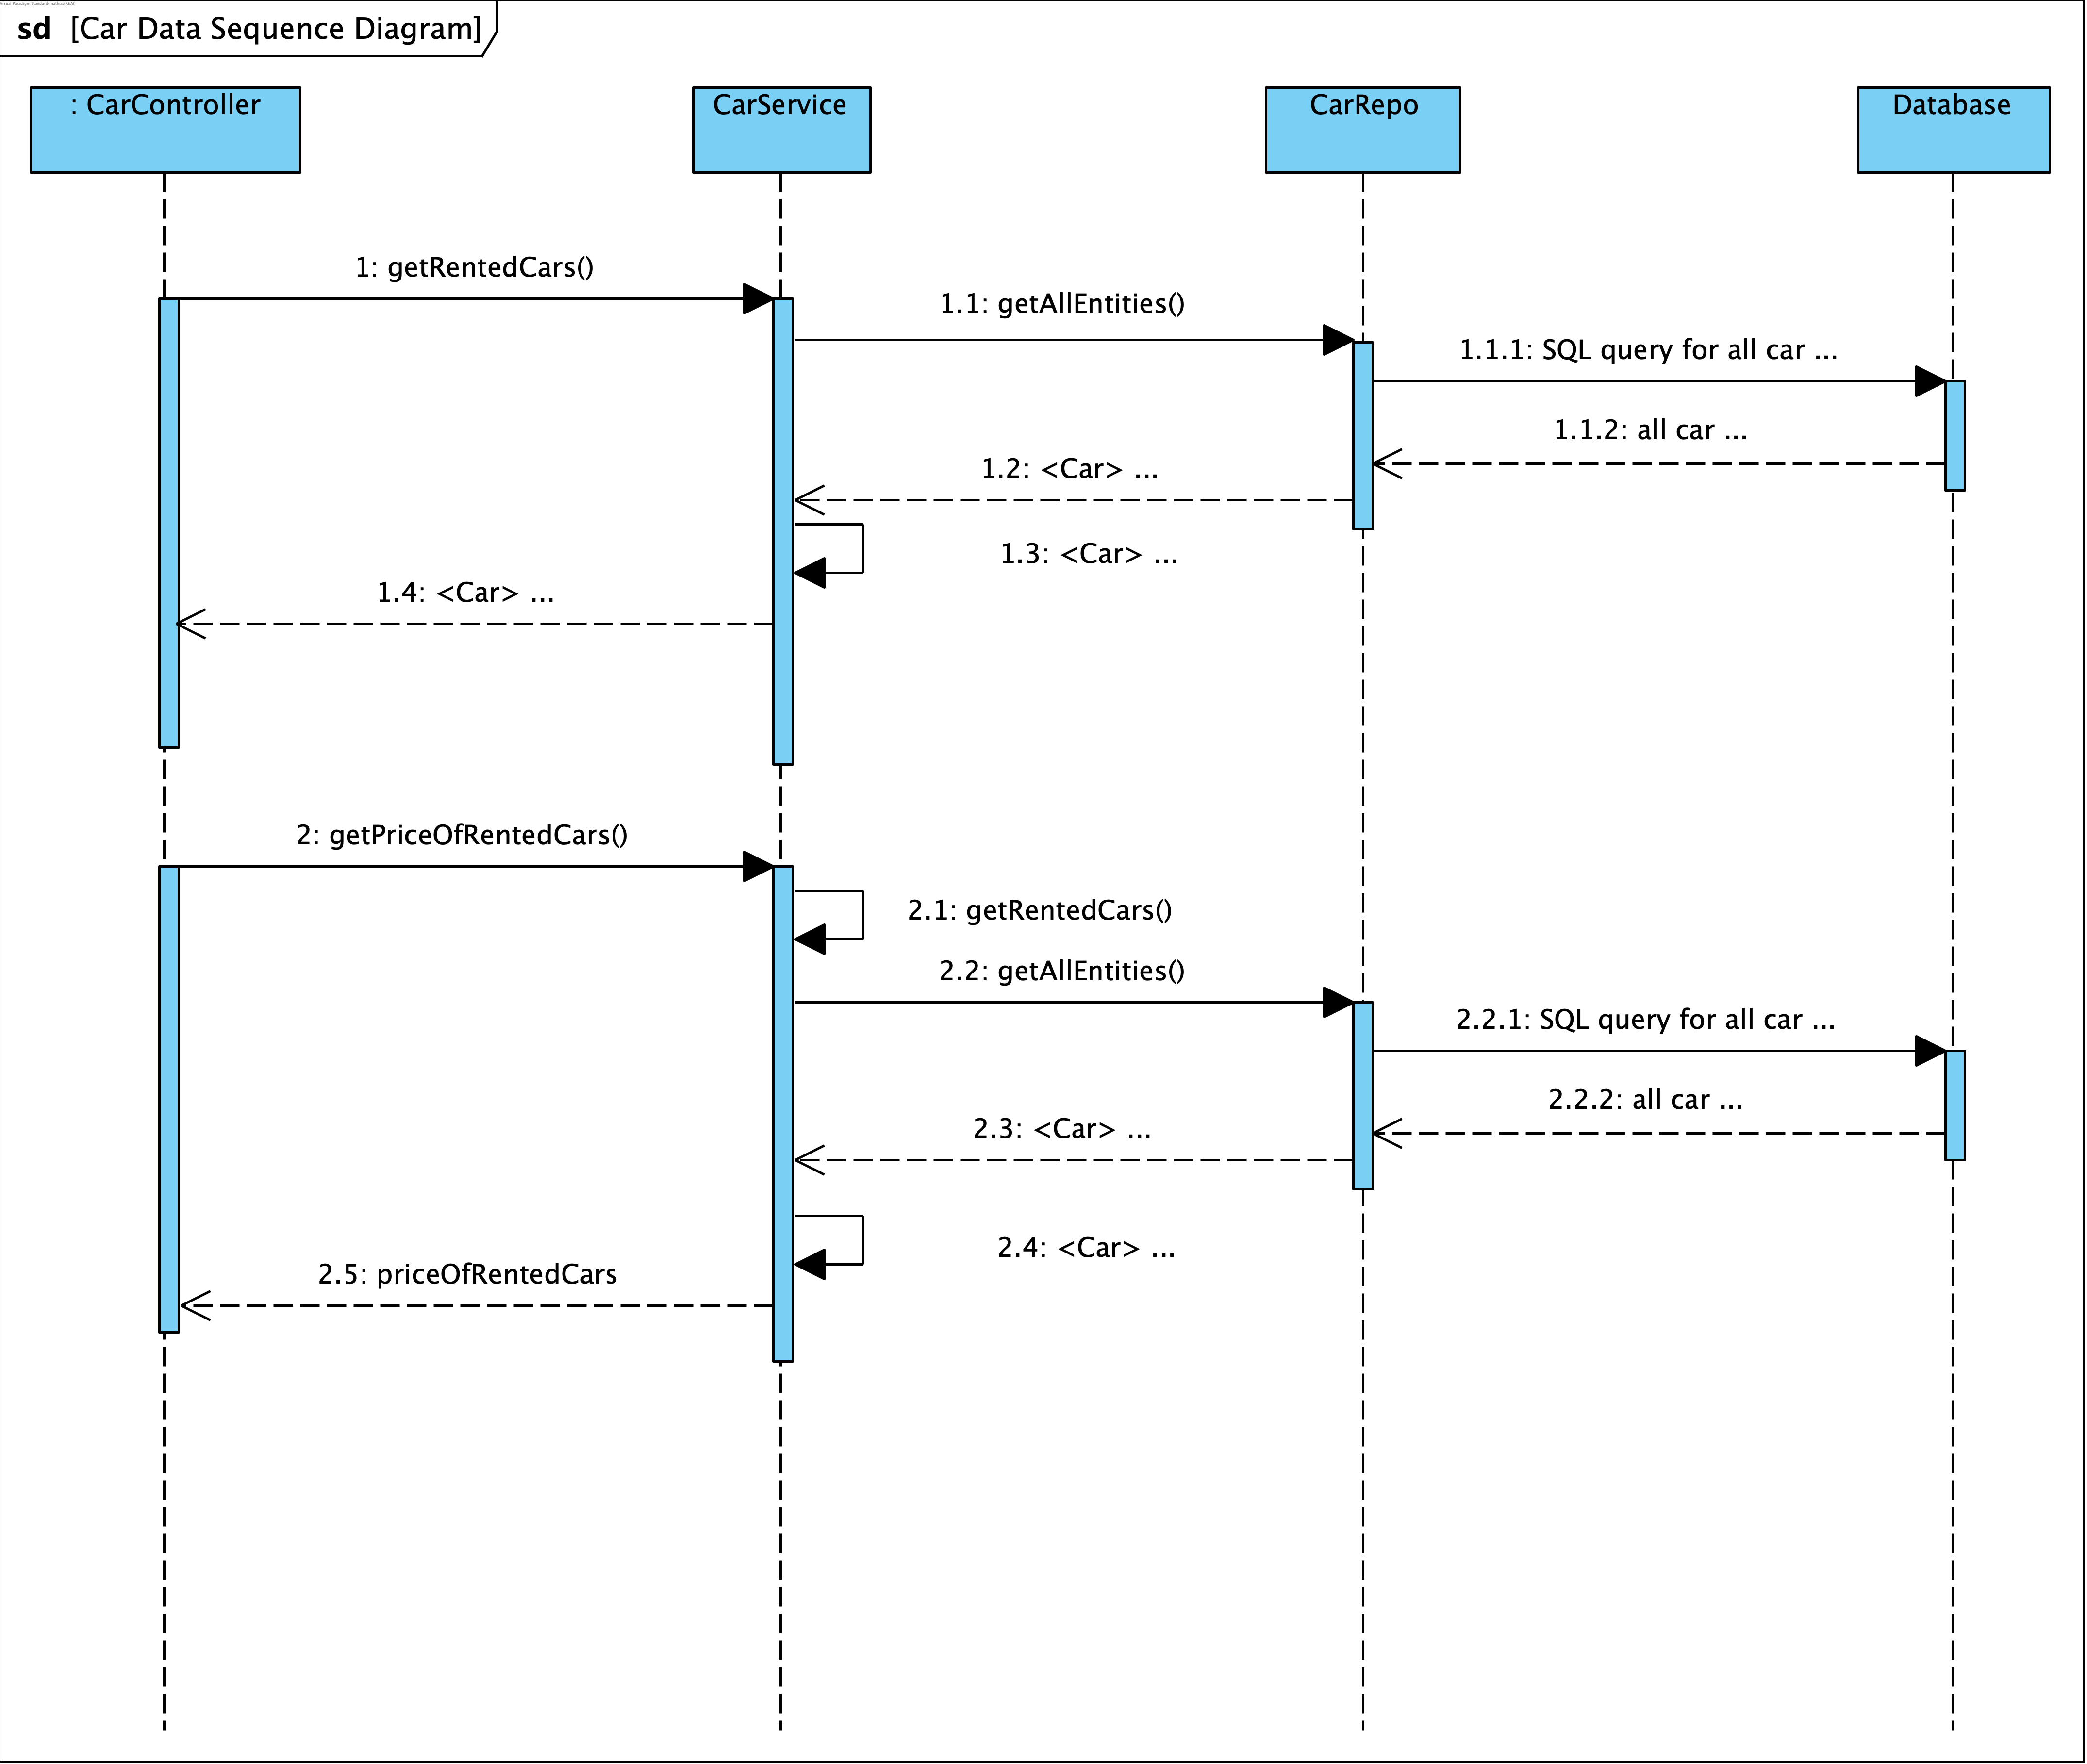 sd [Car Data Sequence Diagram]
: CarController
CarService
CarRepo
Database
1: getRentedCars()
1.1: getAllEntities()
1.1.1: SQL query for all car ...
1.1.2: all car ...
1.2: <Car> ...
1.3: <Car> ...
1.4: <Car> ...
2: getPriceOfRentedCars()
2.1: getRentedCars()
2.2: getAllEntities()
2.2.1: SQL query for all car ...
2.2.2: all car ...
2.3: <Car> ...
2.4: <Car> ...
2.5: priceOfRentedCars